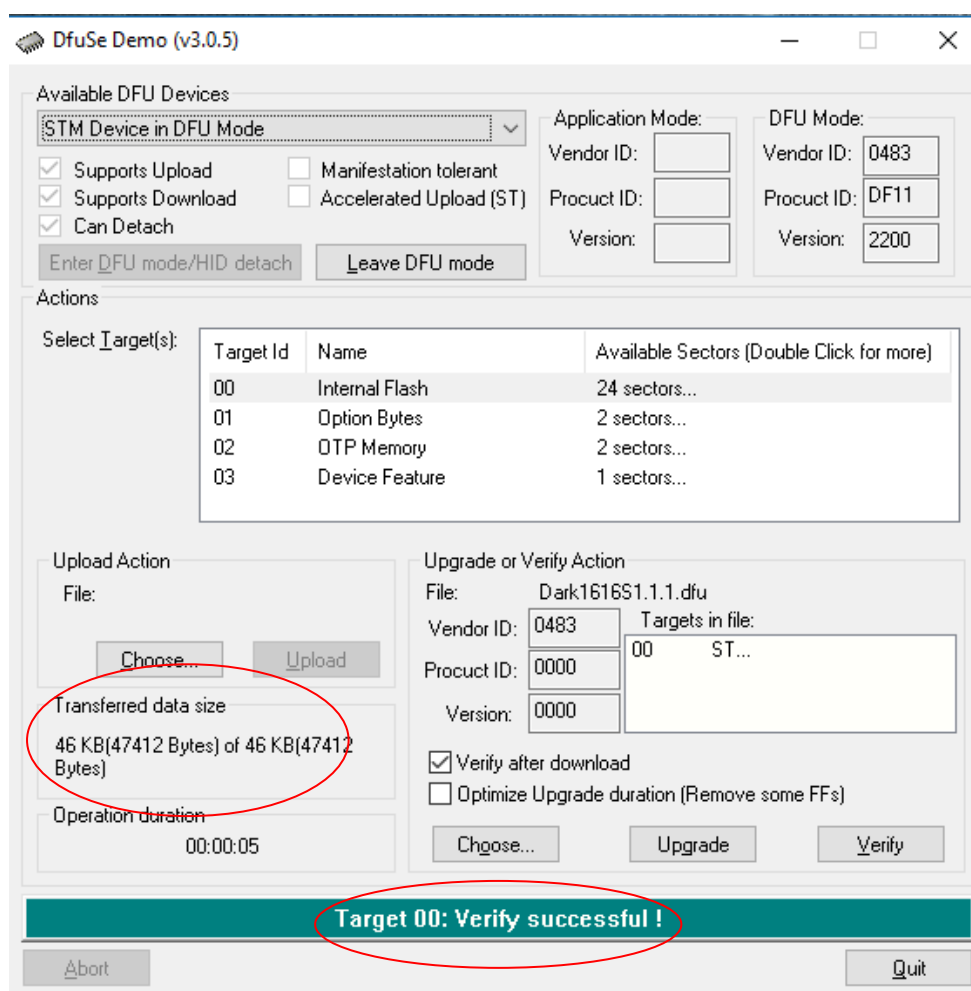 DfuSe Demo (v3.0.5)
Available DFU Devices
STM Device in DFU Mode
Supports Upload
Manifestation tolerant
Supports Download
Accelerated Upload (ST)
Can Detach
Enter DFU mode/HID detach
Leave DFU mode
Application Mode:
Vendor ID:
Procuct ID:
Version:
DFU Mode:
Vendor ID: 0483
Procuct ID: DF11
Version: 2200
Actions
Select Target(s):
Target Id Name Available Sectors (Double Click for more)
00 Internal Flash 24 sectors...
01 Option Bytes 2 sectors...
02 OTP Memory 2 sectors...
03 Device Feature 1 sectors...
Upload Action
File:
Choose... Upload
Transferred data size
46 KB(47412 Bytes) of 46 KB(47412
Bytes)
Operation duration
00:00:05
Upgrade or Verify Action
File: Dark1616S1.1.1.dfu
Vendor ID: 0483
Procuct ID: 0000
Version: 0000
Targets in file:
00 ST...
Verify after download
Optimize Upgrade duration (Remove some FFs)
Choose... Upgrade Verify
Target 00: Verify successful !
Abort Quit